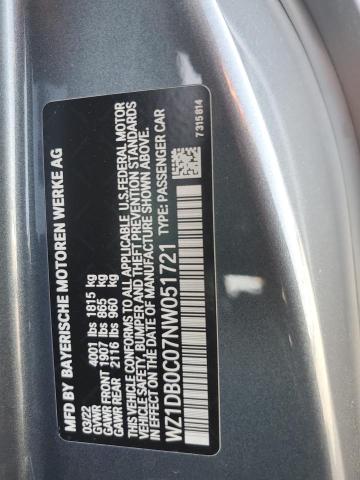 MFD BY BAYERISCHE MOTOREN WERKE AG
03/22
GVWR 4001 lbs 1815 kg
GAWR FRONT 1907 lbs 865 kg
GAWR REAR 2116 lbs 960 kg
THIS VEHICLE CONFORMS TO ALL APPLICABLE U.S.FEDERAL MOTOR
VEHICLE SAFETY, BUMPER AND THEFT PREVENTION STANDARDS
IN EFFECT ON THE DATE OF MANUFACTURE SHOWN ABOVE.
WZ1DB0C07NW051721 TYPE: PASSENGER CAR
7315814